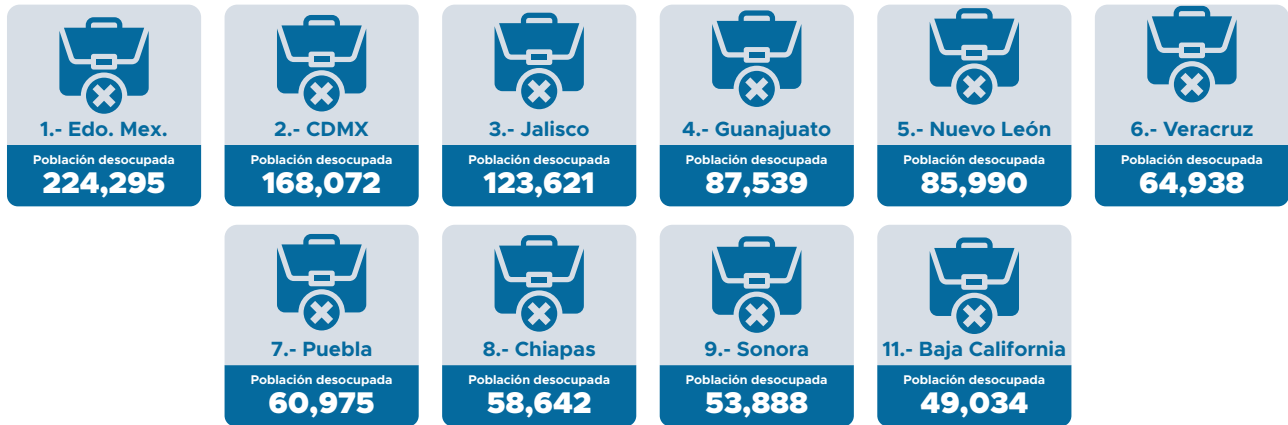 1.- Edo. Mex.
Población desocupada
224,295
2.- CDMX
Población desocupada
168,072
3.- Jalisco
Población desocupada
123,621
4.- Guanajuato
Población desocupada
87,539
5.- Nuevo León
Población desocupada
85,990
6.- Veracruz
Población desocupada
64,938
7.- Puebla
Población desocupada
60,975
8.- Chiapas
Población desocupada
58,642
9.- Sonora
Población desocupada
53,888
11.- Baja California
Población desocupada
49,034